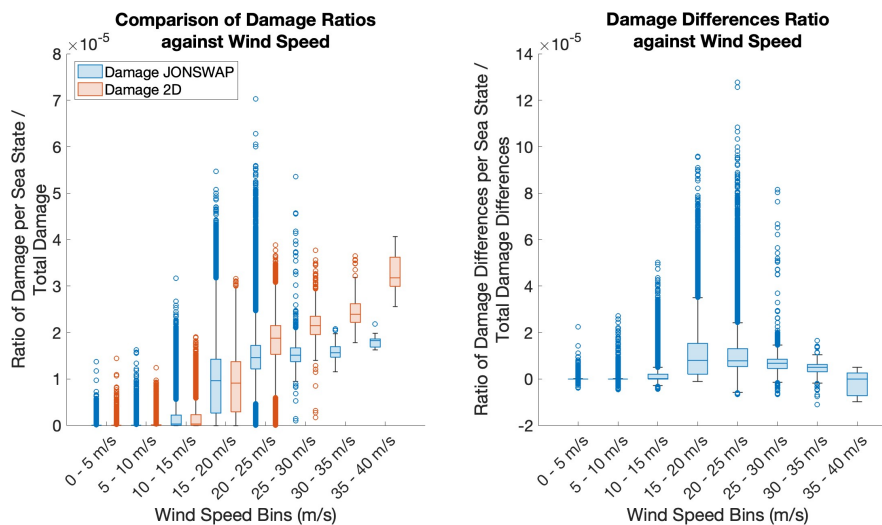 Comparison of Damage Ratios
against Wind Speed
×10⁻⁵
8
7
6
5
4
3
2
1
0
Damage JONSWAP
Damage 2D
Ratio of Damage per Sea State /
Total Damage
0 - 5 m/s
5 - 10 m/s
10 - 15 m/s
15 - 20 m/s
20 - 25 m/s
25 - 30 m/s
30 - 35 m/s
35 - 40 m/s
Wind Speed Bins (m/s)
Damage Differences Ratio
against Wind Speed
×10⁻⁵
14
12
10
8
6
4
2
0
-2
Ratio of Damage Differences per Sea State /
Total Damage Differences
0 - 5 m/s
5 - 10 m/s
10 - 15 m/s
15 - 20 m/s
20 - 25 m/s
25 - 30 m/s
30 - 35 m/s
35 - 40 m/s
Wind Speed Bins (m/s)